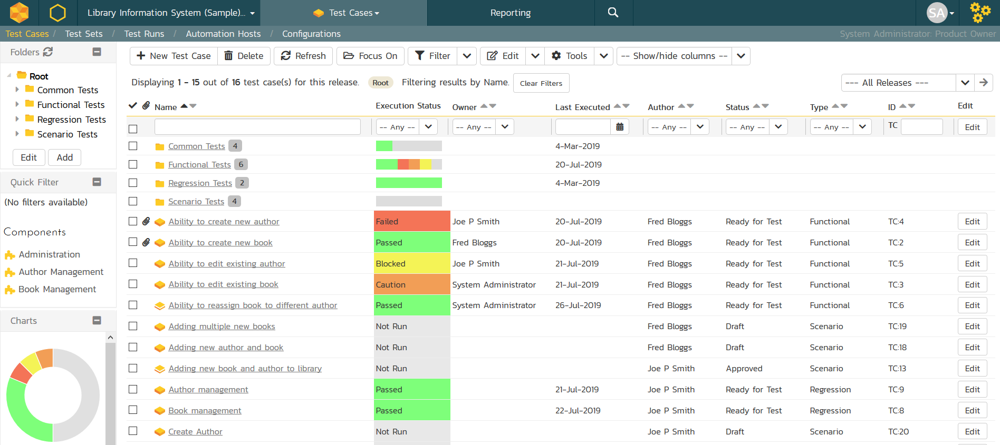 Library Information System (Sample)... Test Cases Reporting SA
Test Cases / Test Sets / Test Runs / Automation Hosts / Configurations System Administrator: Product Owner
Folders
Root
Common Tests
Functional Tests
Regression Tests
Scenario Tests
Edit Add
Quick Filter
(No filters available)
Components
Administration
Author Management
Book Management
Charts
New Test Case Delete Refresh Focus On Filter Edit Tools -- Show/hide columns --
Displaying 1 - 15 out of 16 test case(s) for this release. Root Filtering results by Name. Clear Filters --- All Releases ---
Name Execution Status Owner Last Executed Author Status Type ID Edit
-- Any -- -- Any -- -- Any -- -- Any -- -- Any -- TC Edit
Common Tests 4 4-Mar-2019
Functional Tests 6 20-Jul-2019
Regression Tests 2 4-Mar-2019
Scenario Tests 4
Ability to create new author Failed Joe P Smith 20-Jul-2019 Fred Bloggs Ready for Test Functional TC:4 Edit
Ability to create new book Passed Fred Bloggs 20-Jul-2019 Fred Bloggs Ready for Test Functional TC:2 Edit
Ability to edit existing author Blocked Joe P Smith 21-Jul-2019 Fred Bloggs Ready for Test Functional TC:5 Edit
Ability to edit existing book Caution System Administrator 21-Jul-2019 Fred Bloggs Ready for Test Functional TC:3 Edit
Ability to reassign book to different author Passed System Administrator 26-Jul-2019 Fred Bloggs Ready for Test Functional TC:6 Edit
Adding multiple new books Not Run Fred Bloggs Draft Scenario TC:19 Edit
Adding new author and book Not Run Fred Bloggs Draft Scenario TC:18 Edit
Adding new book and author to library Not Run Joe P Smith Approved Scenario TC:13 Edit
Author management Passed 21-Jul-2019 Joe P Smith Ready for Test Regression TC:9 Edit
Book management Passed 22-Jul-2019 Joe P Smith Ready for Test Regression TC:8 Edit
Create Author Not Run Joe P Smith Draft Scenario TC:20 Edit